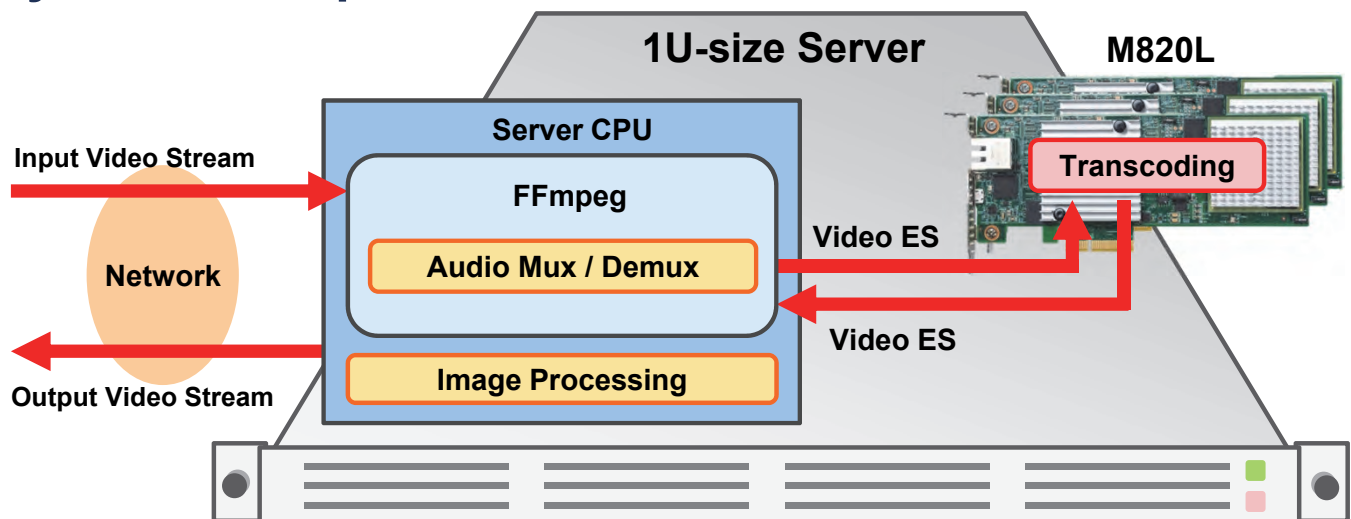 1U-size Server
M820L
Server CPU
Input Video Stream
FFmpeg
Transcoding
Video ES
Audio Mux / Demux
Network
Video ES
Image Processing
Output Video Stream